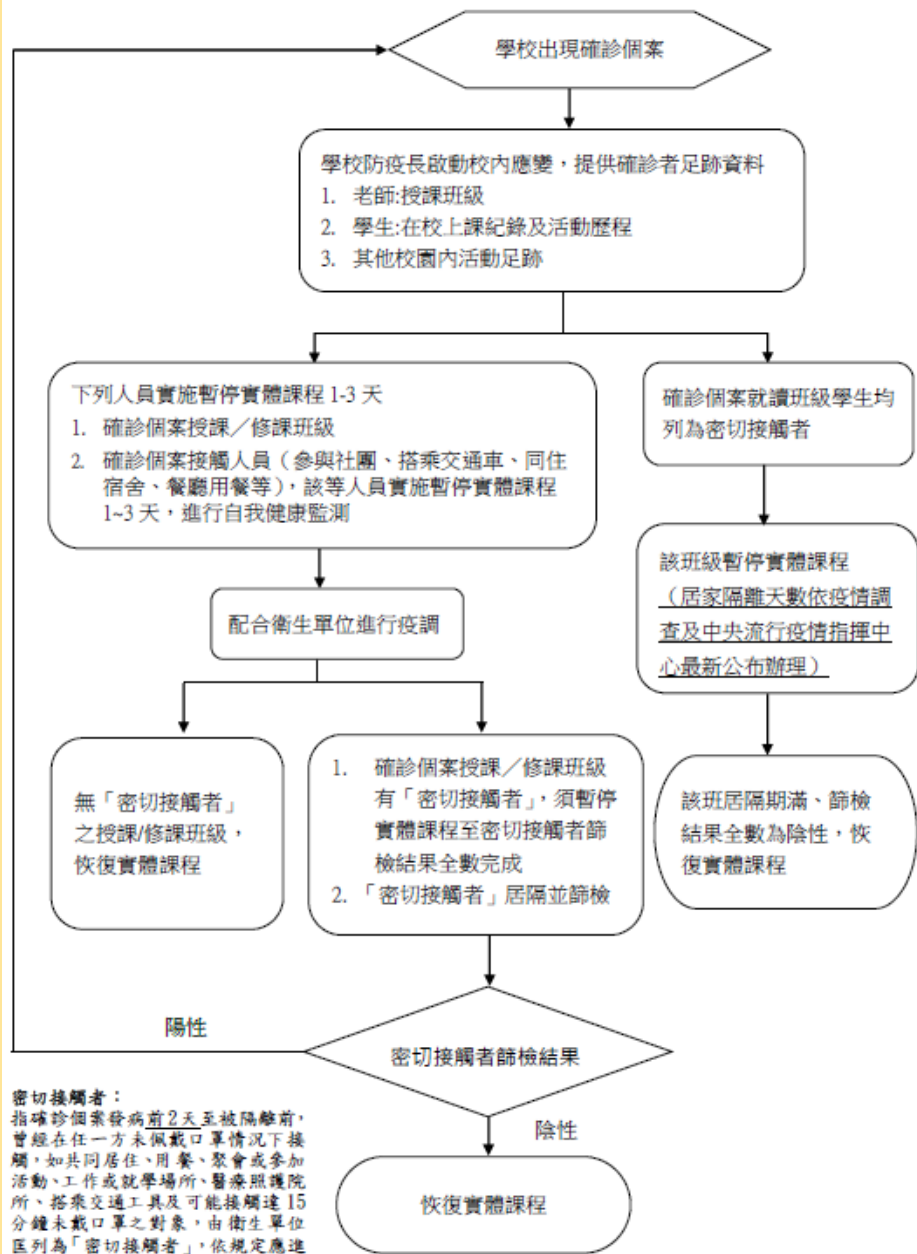 學校出現確診個案
學校防疫長啟動校內應變，提供確診者足跡資料
1. 老師:授課班級
2. 學生:在校上課紀錄及活動歷程
3. 其他校園內活動足跡
下列人員實施暫停實體課程 1-3 天
1. 確診個案授課／修課班級
2. 確診個案接觸人員（參與社團、搭乘交通車、同住
宿舍、餐廳用餐等），該等人員實施暫停實體課程
1~3 天，進行自我健康監測
確診個案就讀班級學生均
列為密切接觸者
配合衛生單位進行疫調
該班級暫停實體課程
（居家隔離天數依疫情調
查及中央流行疫情指揮中
心最新公布辦理）
無「密切接觸者」
之授課/修課班級，
恢復實體課程
1. 確診個案授課／修課班級
有「密切接觸者」，須暫停
實體課程至密切接觸者篩
檢結果全數完成
2. 「密切接觸者」居隔並篩檢
該班居隔期滿、篩檢
結果全數為陰性，恢
復實體課程
陽性
密切接觸者篩檢結果
陰性
恢復實體課程
密切接觸者：
指確診個案發病前2天至被隔離前，
曾經在任一方未佩戴口罩情況下接
觸，如共同居住、用餐、聚會或參加
活動、工作或就學場所、醫療照護院
所、搭乘交通工具及可能接觸達 15
分鐘未戴口罩之對象，由衛生單位
匡列為「密切接觸者」，依規定應進